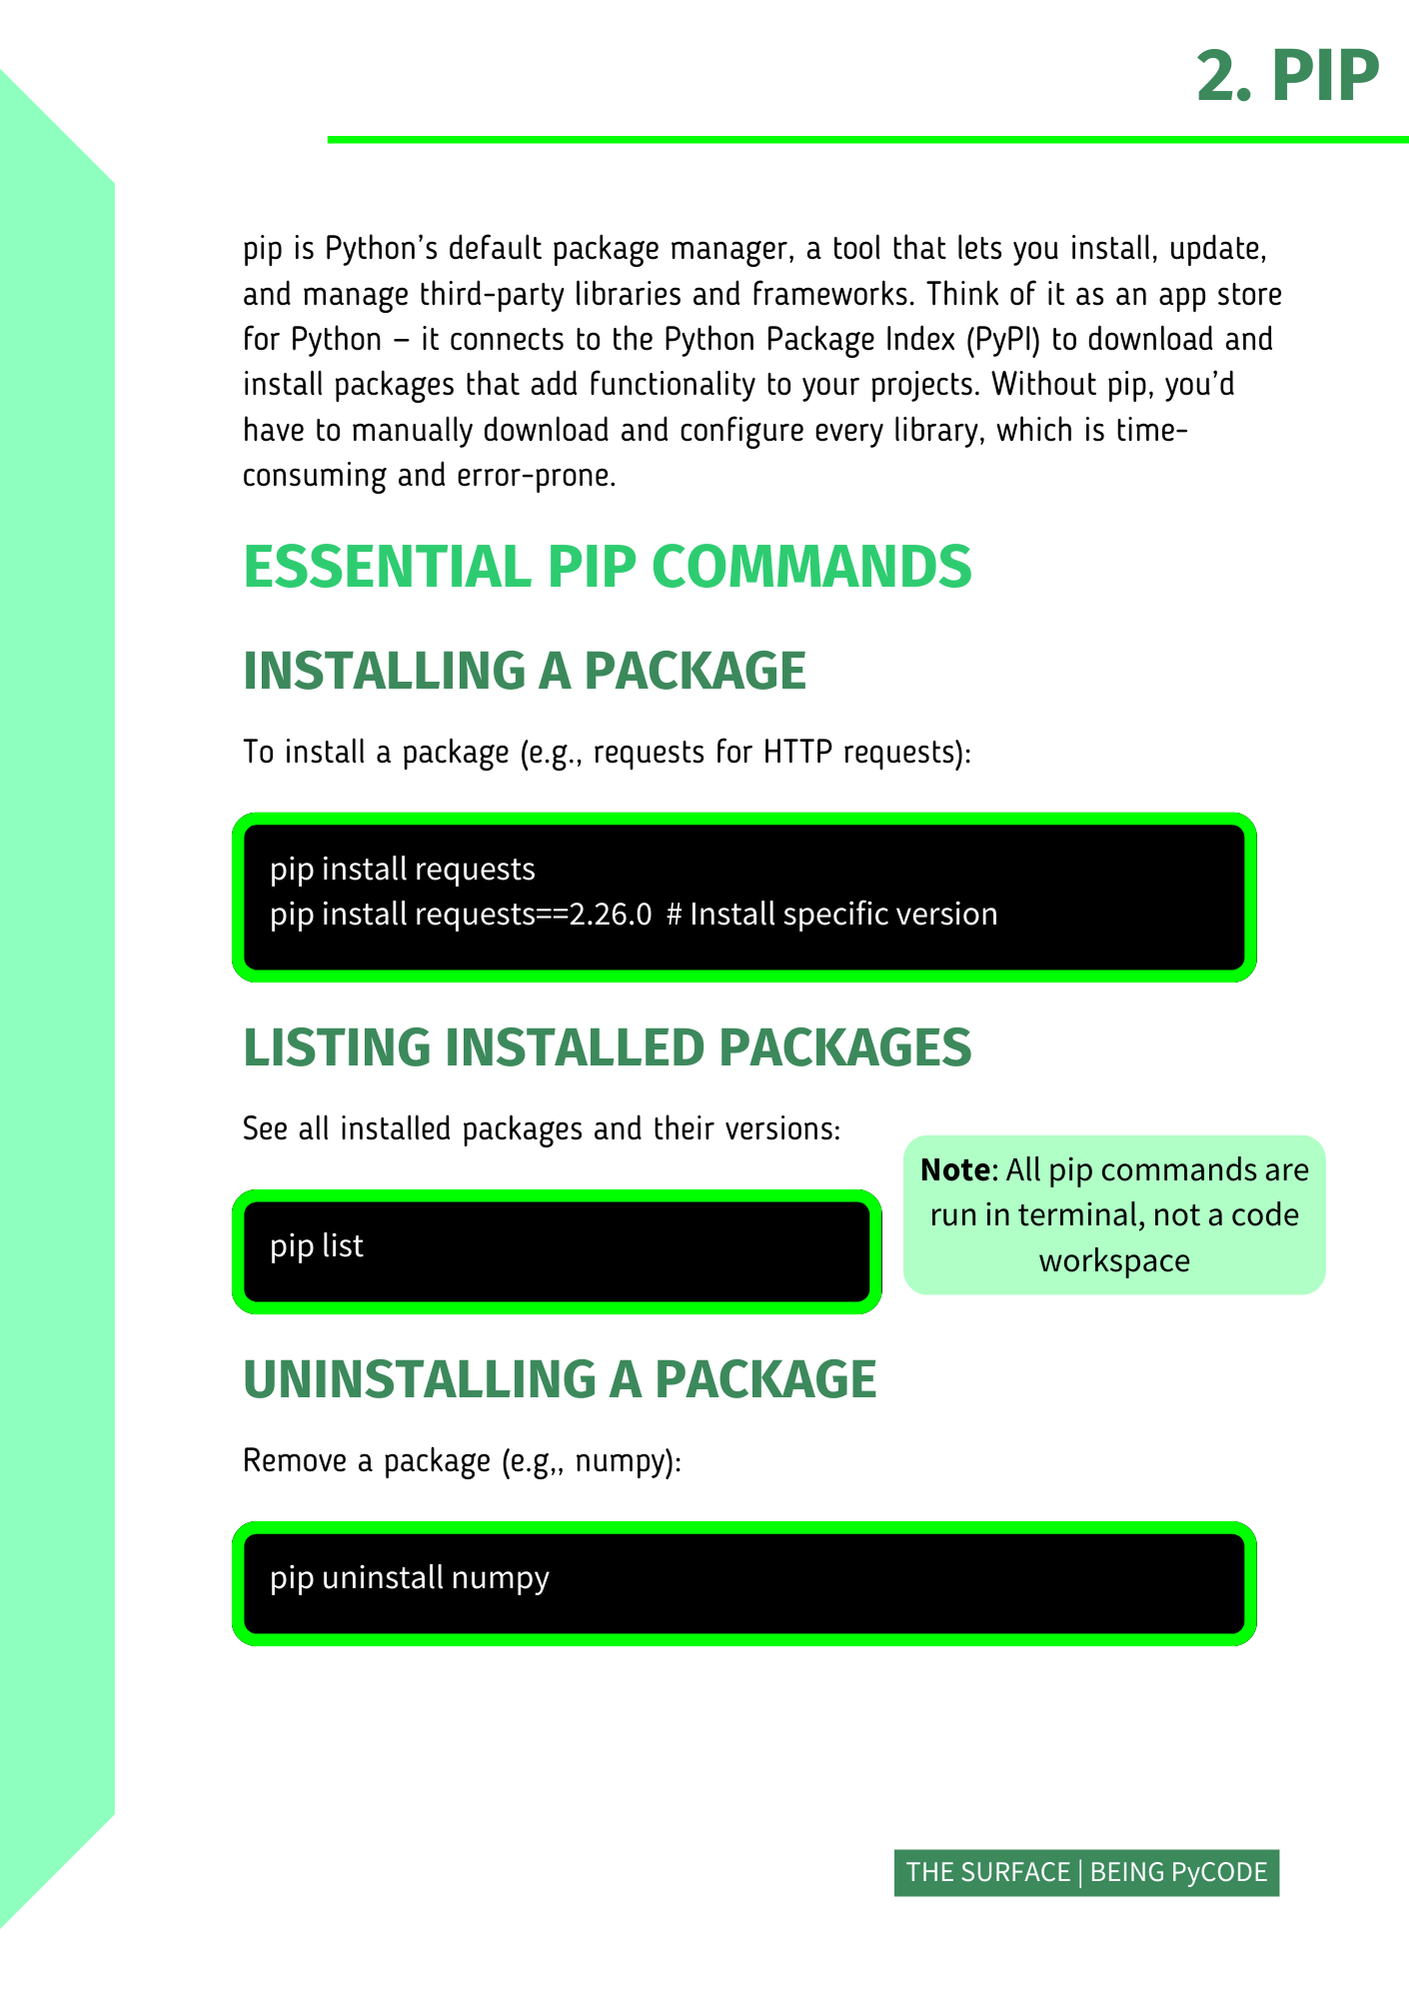 2. PIP
pip is Python’s default package manager, a tool that lets you install, update,
and manage third-party libraries and frameworks. Think of it as an app store
for Python – it connects to the Python Package Index (PyPI) to download and
install packages that add functionality to your projects. Without pip, you’d
have to manually download and configure every library, which is time-
consuming and error-prone.
ESSENTIAL PIP COMMANDS
INSTALLING A PACKAGE
To install a package (e.g., requests for HTTP requests):
pip install requests
pip install requests==2.26.0  # Install specific version
LISTING INSTALLED PACKAGES
See all installed packages and their versions:
pip list
Note: All pip commands are
run in terminal, not a code
workspace
UNINSTALLING A PACKAGE
Remove a package (e.g,, numpy):
pip uninstall numpy
THE SURFACE | BEING PyCODE